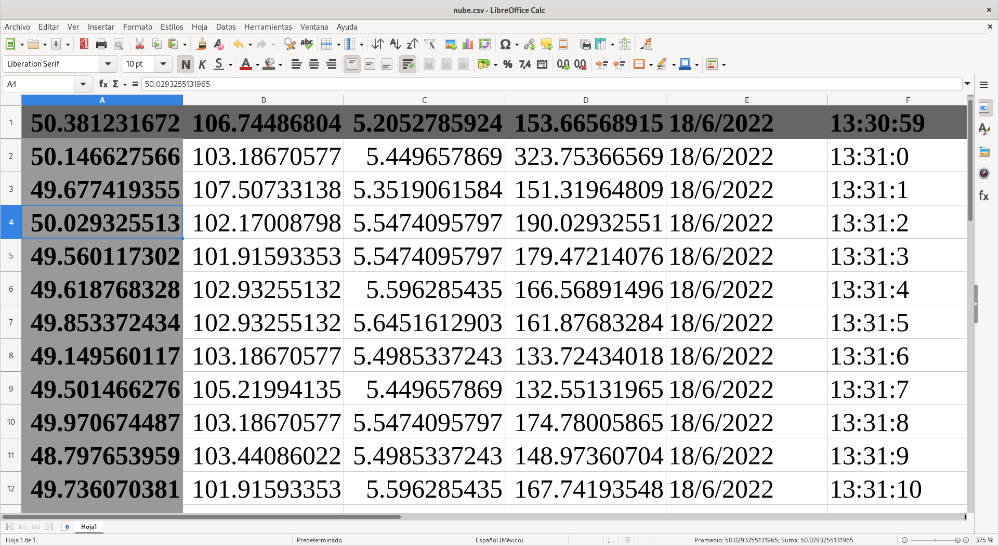 nube.csv - LibreOffice Calc
Archivo Editar Ver Insertar Formato Estilos Hoja Datos Herramientas Ventana Ayuda
Liberation Serif 10 pt N K S A % 7,4 0,0 0,0
A4 fx Σ = 50.0293255131965
A B C D E F
1 50.381231672 106.74486804 5.2052785924 153.66568915 18/6/2022 13:30:59
2 50.146627566 103.18670577 5.449657869 323.75366569 18/6/2022 13:31:0
3 49.677419355 107.50733138 5.3519061584 151.31964809 18/6/2022 13:31:1
4 50.029325513 102.17008798 5.5474095797 190.02932551 18/6/2022 13:31:2
5 49.560117302 101.91593353 5.5474095797 179.47214076 18/6/2022 13:31:3
6 49.618768328 102.93255132 5.596285435 166.56891496 18/6/2022 13:31:4
7 49.853372434 102.93255132 5.6451612903 161.87683284 18/6/2022 13:31:5
8 49.149560117 103.18670577 5.4985337243 133.72434018 18/6/2022 13:31:6
9 49.501466276 105.21994135 5.449657869 132.55131965 18/6/2022 13:31:7
10 49.970674487 103.18670577 5.5474095797 174.78005865 18/6/2022 13:31:8
11 48.797653959 103.44086022 5.4985337243 148.97360704 18/6/2022 13:31:9
12 49.736070381 101.91593353 5.596285435 167.74193548 18/6/2022 13:31:10
Hoja1
Hoja 1 de 1 Predeterminado Español (México) Promedio: 50.0293255131965; Suma: 50.0293255131965 375 %